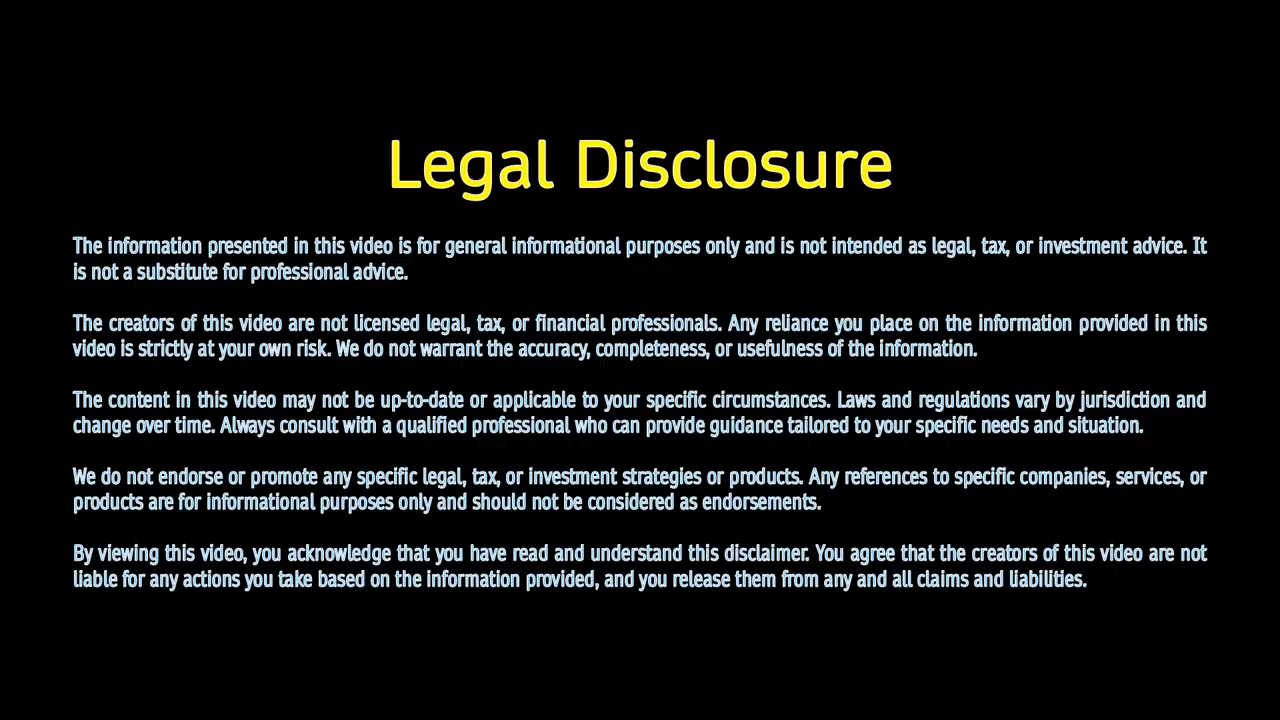 Legal Disclosure
The information presented in this video is for general informational purposes only and is not intended as legal, tax, or investment advice. It
is not a substitute for professional advice.
The creators of this video are not licensed legal, tax, or financial professionals. Any reliance you place on the information provided in this
video is strictly at your own risk. We do not warrant the accuracy, completeness, or usefulness of the information.
The content in this video may not be up-to-date or applicable to your specific circumstances. Laws and regulations vary by jurisdiction and
change over time. Always consult with a qualified professional who can provide guidance tailored to your specific needs and situation.
We do not endorse or promote any specific legal, tax, or investment strategies or products. Any references to specific companies, services, or
products are for informational purposes only and should not be considered as endorsements.
By viewing this video, you acknowledge that you have read and understand this disclaimer. You agree that the creators of this video are not
liable for any actions you take based on the information provided, and you release them from any and all claims and liabilities.